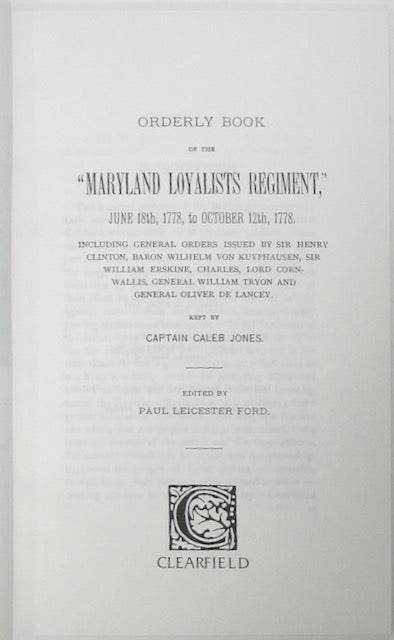 ORDERLY BOOK
OF THE
"MARYLAND LOYALISTS REGIMENT,"
JUNE 18th, 1778, to OCTOBER 12th, 1778.
INCLUDING GENERAL ORDERS ISSUED BY SIR HENRY
CLINTON, BARON WILHELM VON KUYPHAUSEN, SIR
WILLIAM ERSKINE, CHARLES, LORD CORN-
WALLIS, GENERAL WILLIAM TRYON AND
GENERAL OLIVER DE LANCEY.
KEPT BY
CAPTAIN CALEB JONES.
EDITED BY
PAUL LEICESTER FORD.
C
CLEARFIELD